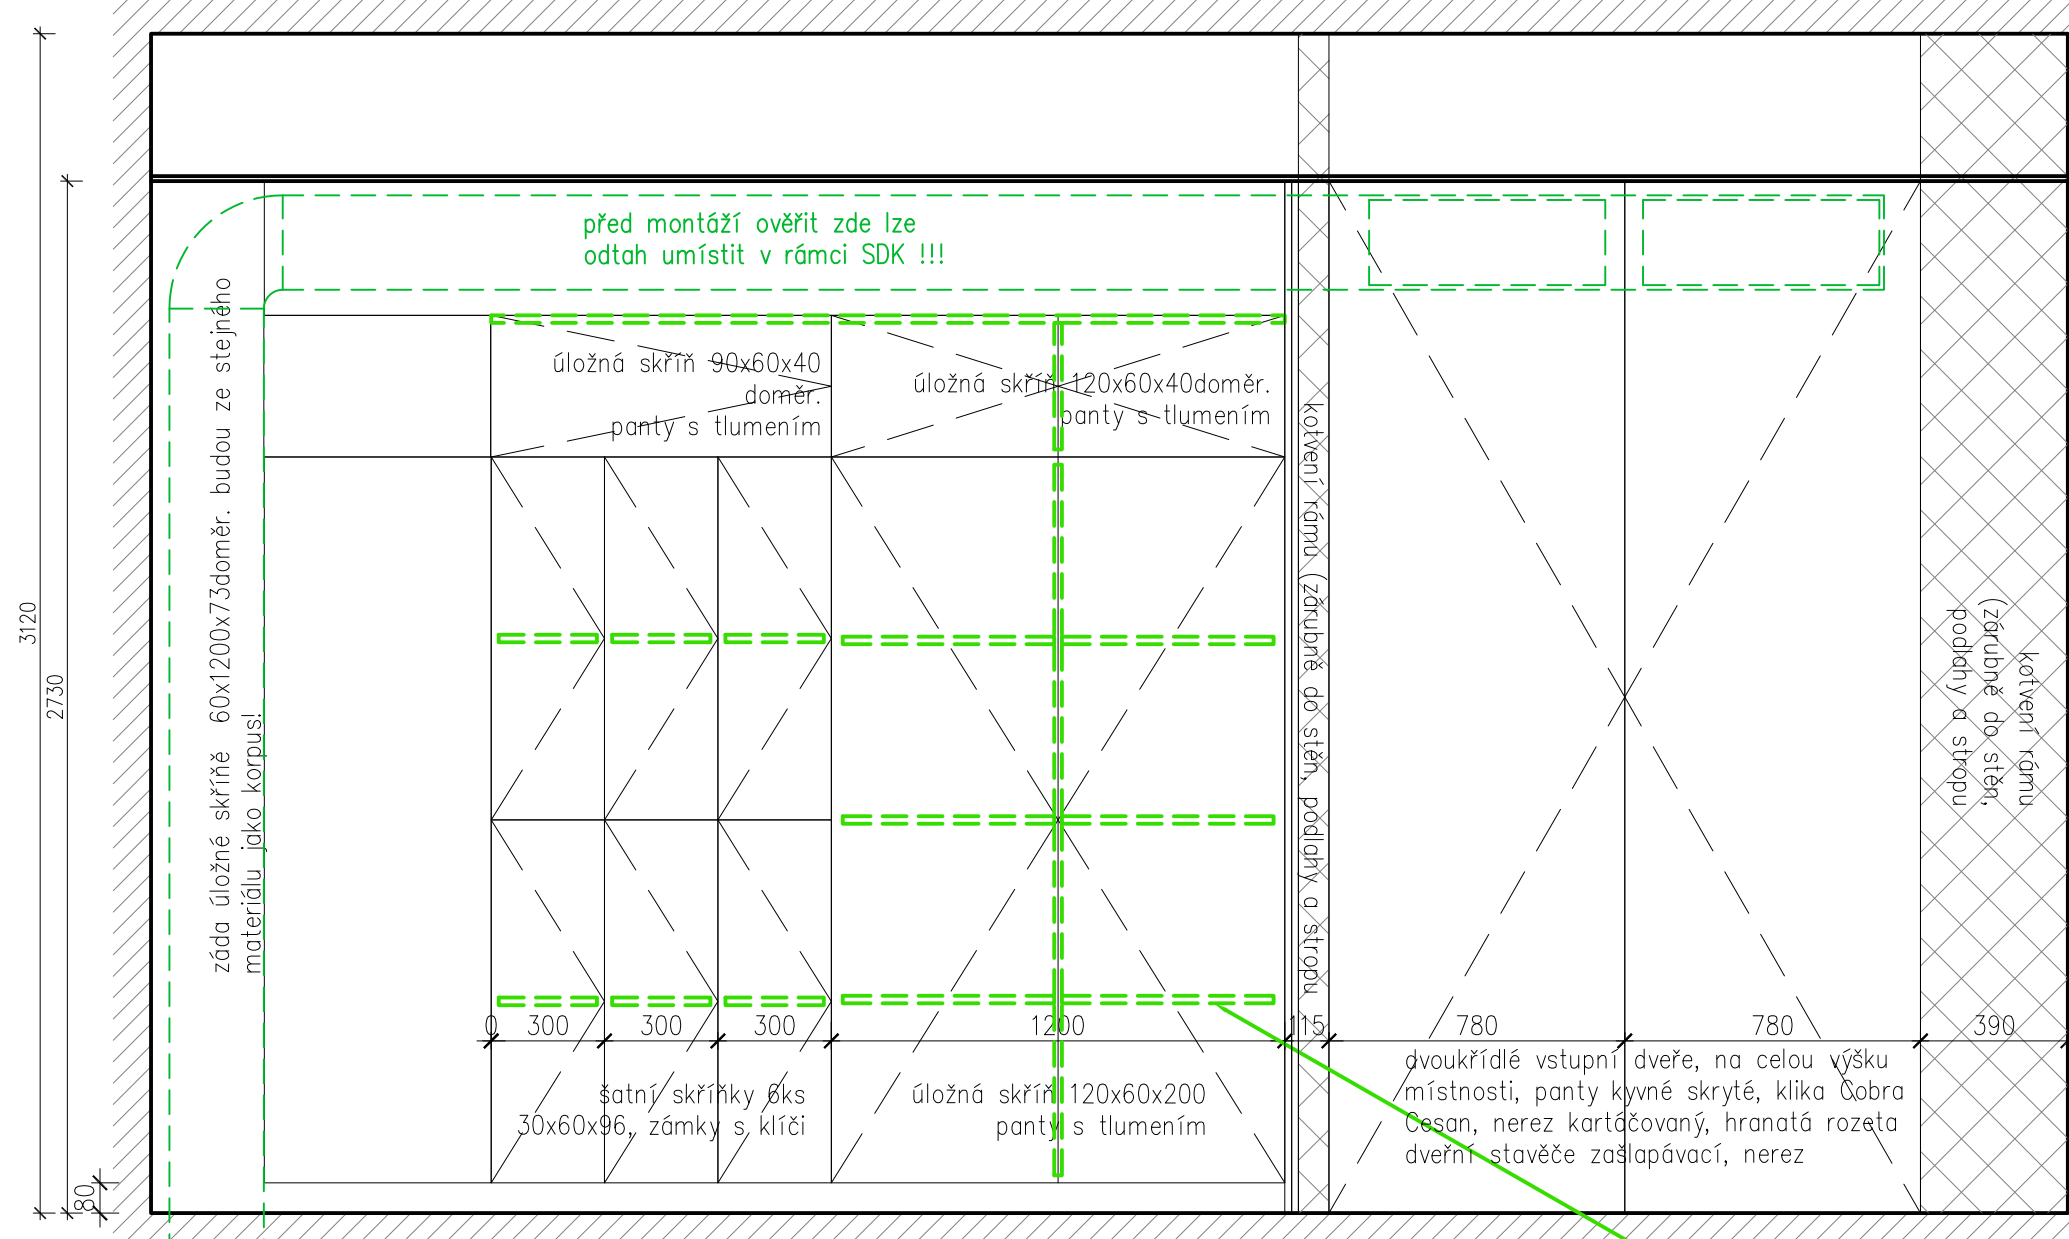 před montáží ověřit zde lze
odtah umístit v rámci SDK !!!
úložná skříň 90x60x40
doměr.
panty s tlumením
úložná skříň 120x60x40doměr.
panty s tlumením
záda úložné skříně 60x1200x73doměr. budou ze stejného
materiálu jako korpus!
kotvení rámu (zárubně do stěn, podlahy a stropu
kotvení rámu
(zárubně do stěn,
podlahy a stropu
3120
2730
80
0 300 300 300 1200 115 780 780 390
šatní skříňky 6ks
30x60x96, zámky s klíči
úložná skříň 120x60x200
panty s tlumením
dvoukřídlé vstupní dveře, na celou výšku
místnosti, panty kyvné skryté, klika Cobra
Cesan, nerez kartáčovaný, hranatá rozeta
dveřní stavěče zašlapávací, nerez